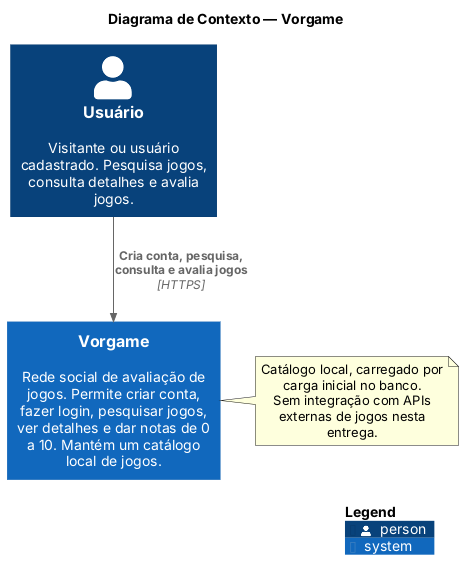 Diagrama de Contexto — Vorgame
Usuário
Visitante ou usuário
cadastrado. Pesquisa jogos,
consulta detalhes e avalia
jogos.
Cria conta, pesquisa,
consulta e avalia jogos
[HTTPS]
Vorgame
Rede social de avaliação de
jogos. Permite criar conta,
fazer login, pesquisar jogos,
ver detalhes e dar notas de 0
a 10. Mantém um catálogo
local de jogos.
Catálogo local, carregado por
carga inicial no banco.
Sem integração com APIs
externas de jogos nesta
entrega.
Legend
person
system